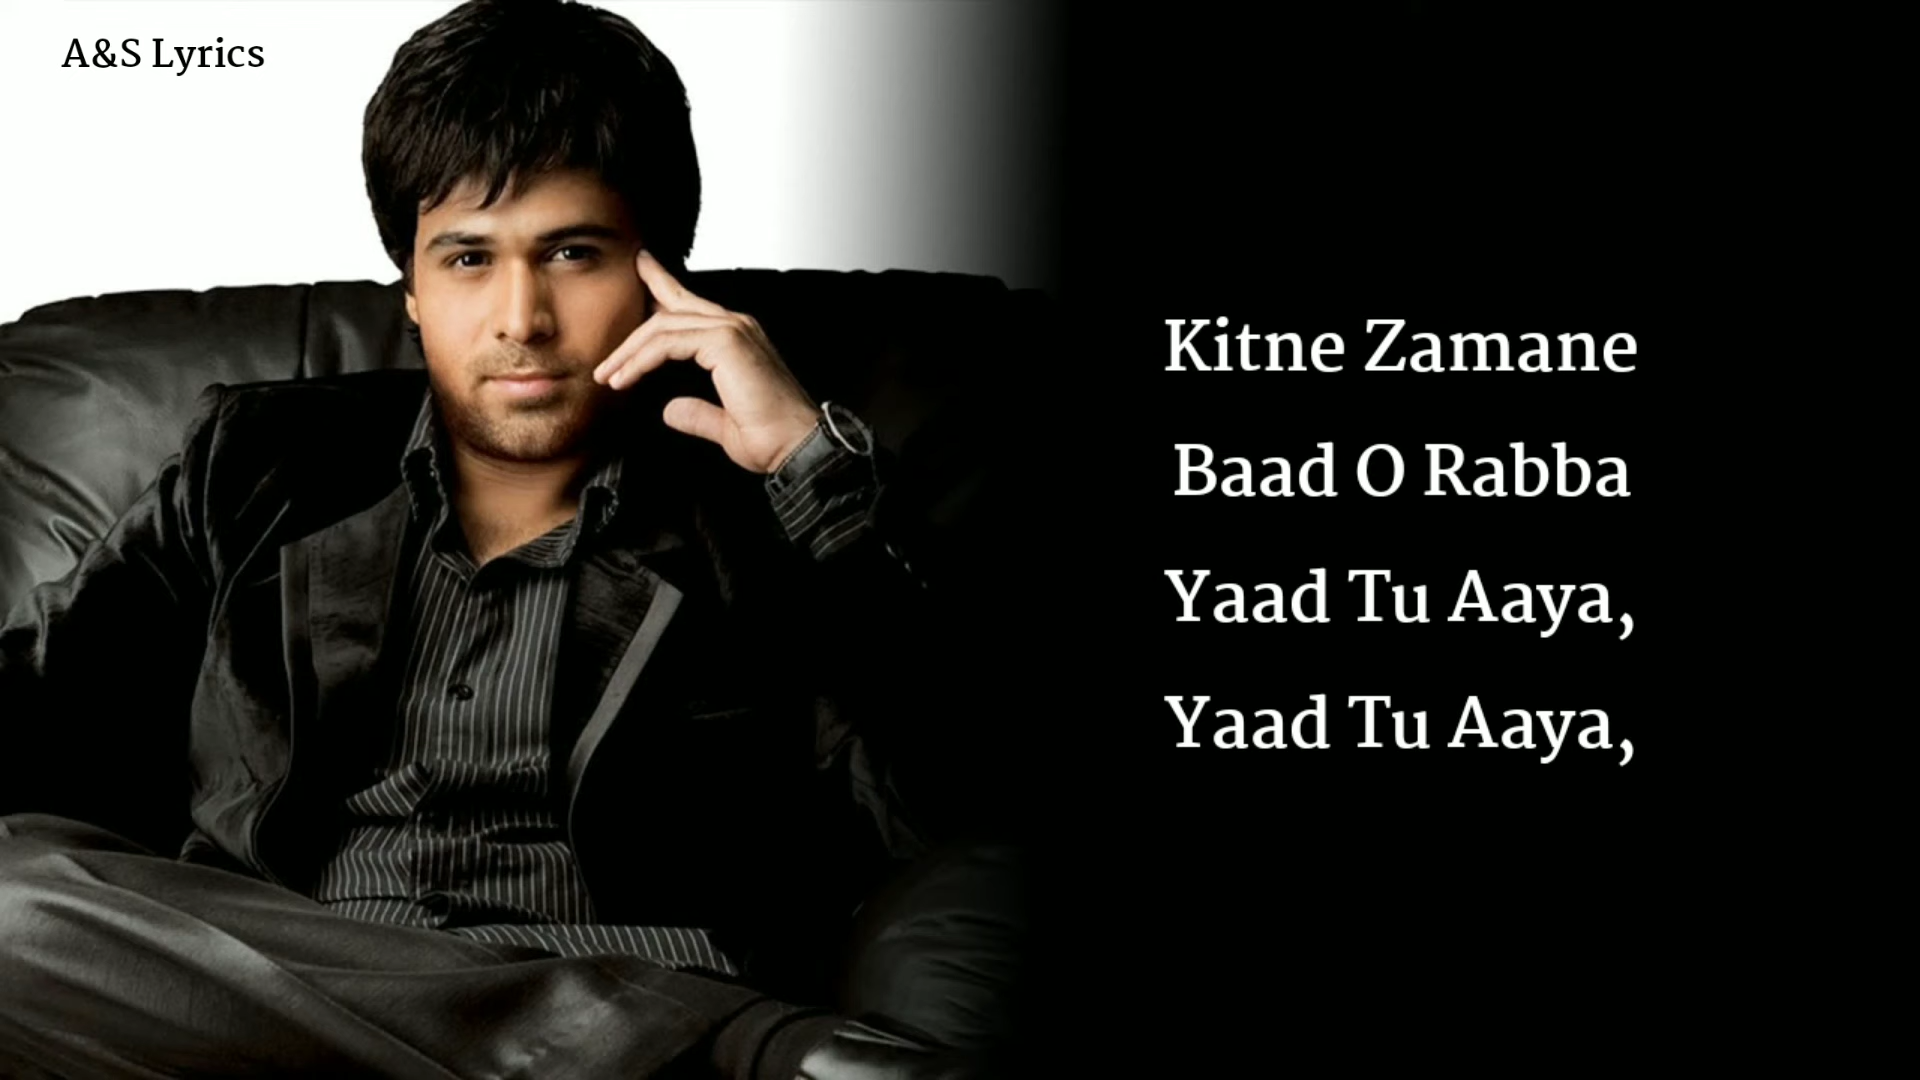 A&S Lyrics
Kitne Zamane
Baad O Rabba
Yaad Tu Aaya,
Yaad Tu Aaya,